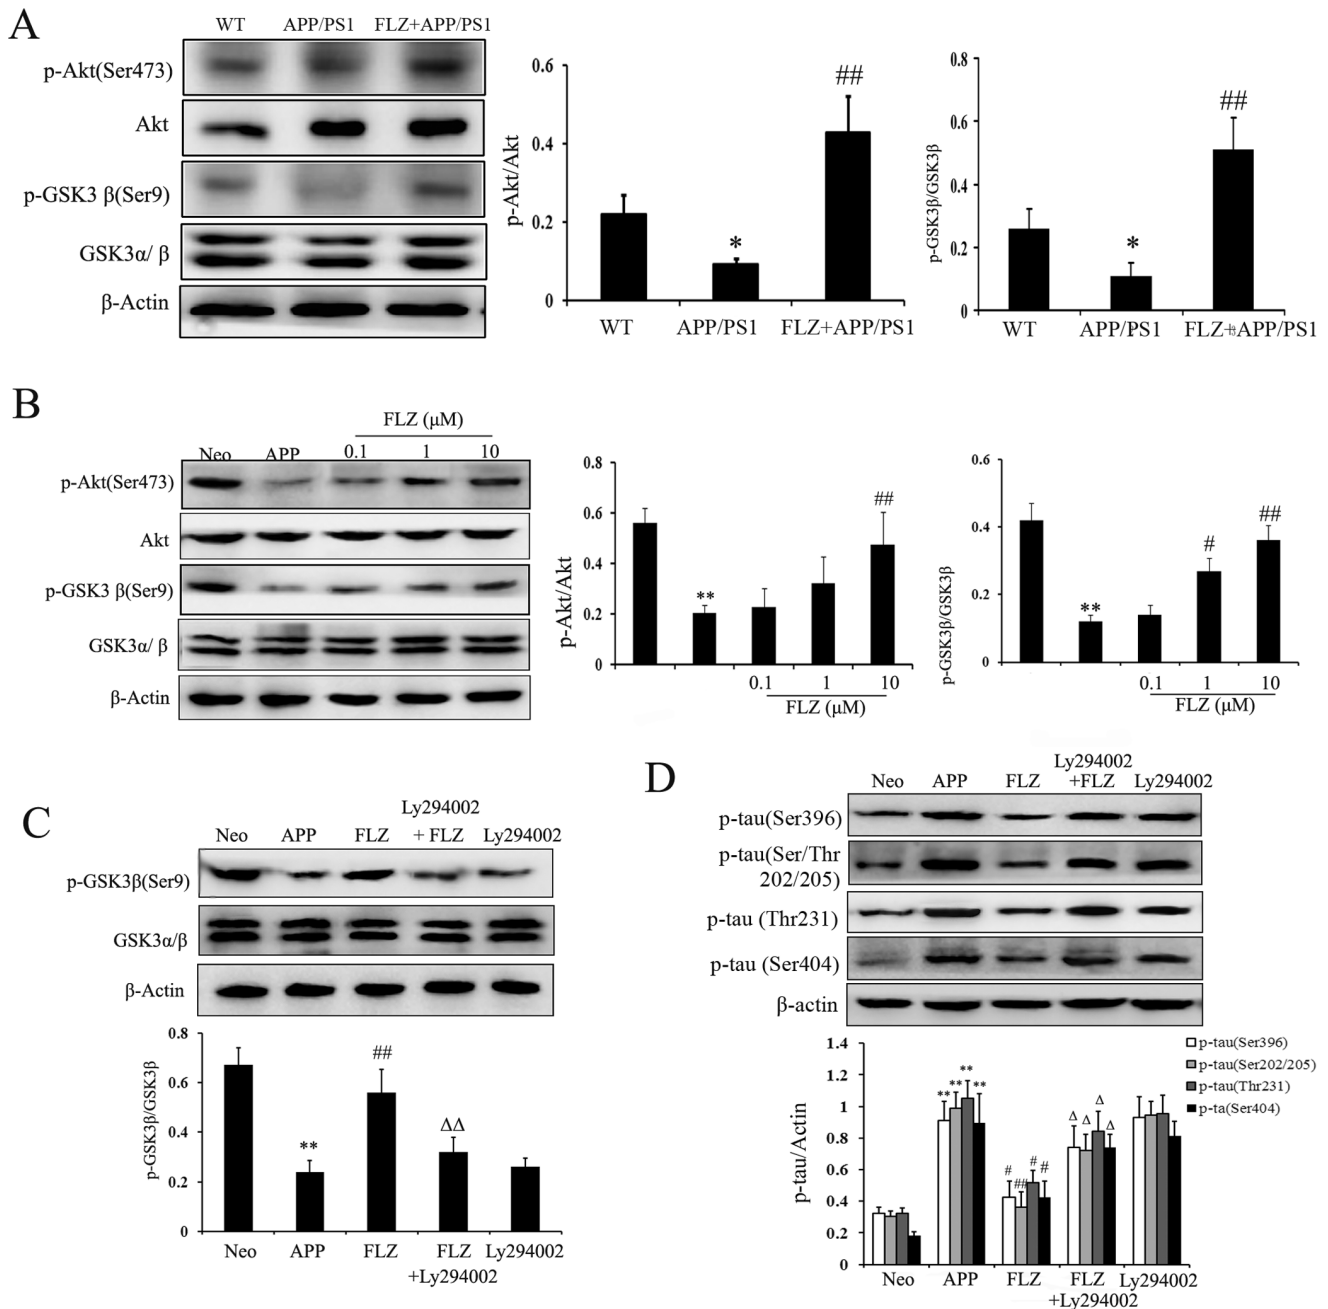 A
WT APP/PS1 FLZ+APP/PS1
p-Akt(Ser473)
Akt
p-GSK3 β(Ser9)
GSK3α/ β
β-Actin
p-Akt/Akt
0.6
0.4
0.2
0
##
*
WT APP/PS1 FLZ+APP/PS1
p-GSK3β/GSK3β
0.8
0.6
0.4
0.2
0.0
##
*
WT APP/PS1 FLZ+APP/PS1
B
FLZ (μM)
Neo APP 0.1 1 10
p-Akt(Ser473)
Akt
p-GSK3 β(Ser9)
GSK3α/ β
β-Actin
p-Akt/Akt
0.8
0.6
0.4
0.2
0
**
##
0.1 1 10
FLZ (μM)
p-GSK3β/GSK3β
0.6
0.4
0.2
0
**
#
##
0.1 1 10
FLZ (μM)
C
Ly294002
Neo APP FLZ + FLZ Ly294002
p-GSK3β(Ser9)
GSK3α/β
β-Actin
p-GSK3β/GSK3β
0.8
0.6
0.4
0.2
0
**
##
ΔΔ
Neo APP FLZ FLZ Ly294002
+Ly294002
D
Ly294002
Neo APP FLZ +FLZ Ly294002
p-tau(Ser396)
p-tau(Ser/Thr
202/205)
p-tau (Thr231)
p-tau (Ser404)
β-actin
p-tau/Actin
1.4
1.2
1
0.8
0.6
0.4
0.2
0
** ** ** **
# ## # #
Δ Δ Δ Δ
p-tau(Ser396)
p-tau(Ser202/205)
p-tau(Thr231)
p-ta(Ser404)
Neo APP FLZ FLZ Ly294002
+Ly294002